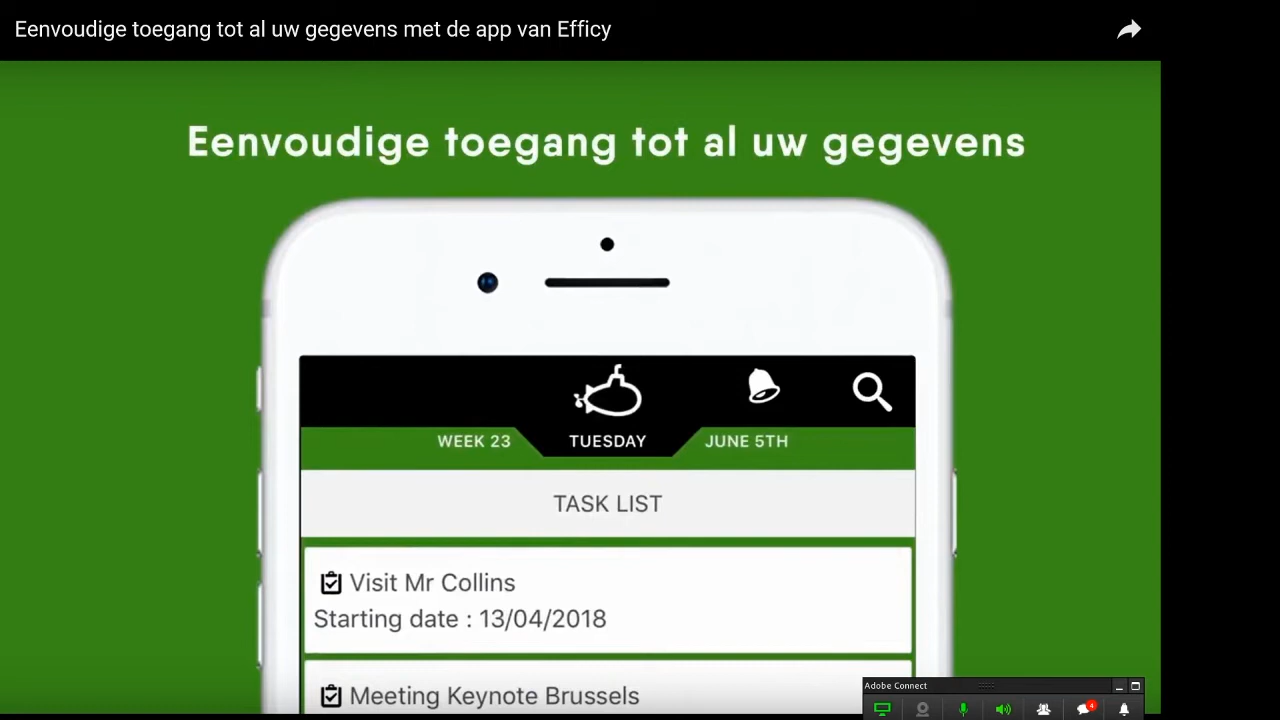 Eenvoudige toegang tot al uw gegevens met de app van Efficy
Eenvoudige toegang tot al uw gegevens
WEEK 23 TUESDAY JUNE 5TH
TASK LIST
Visit Mr Collins
Starting date : 13/04/2018
Meeting Keynote Brussels
Adobe Connect
4